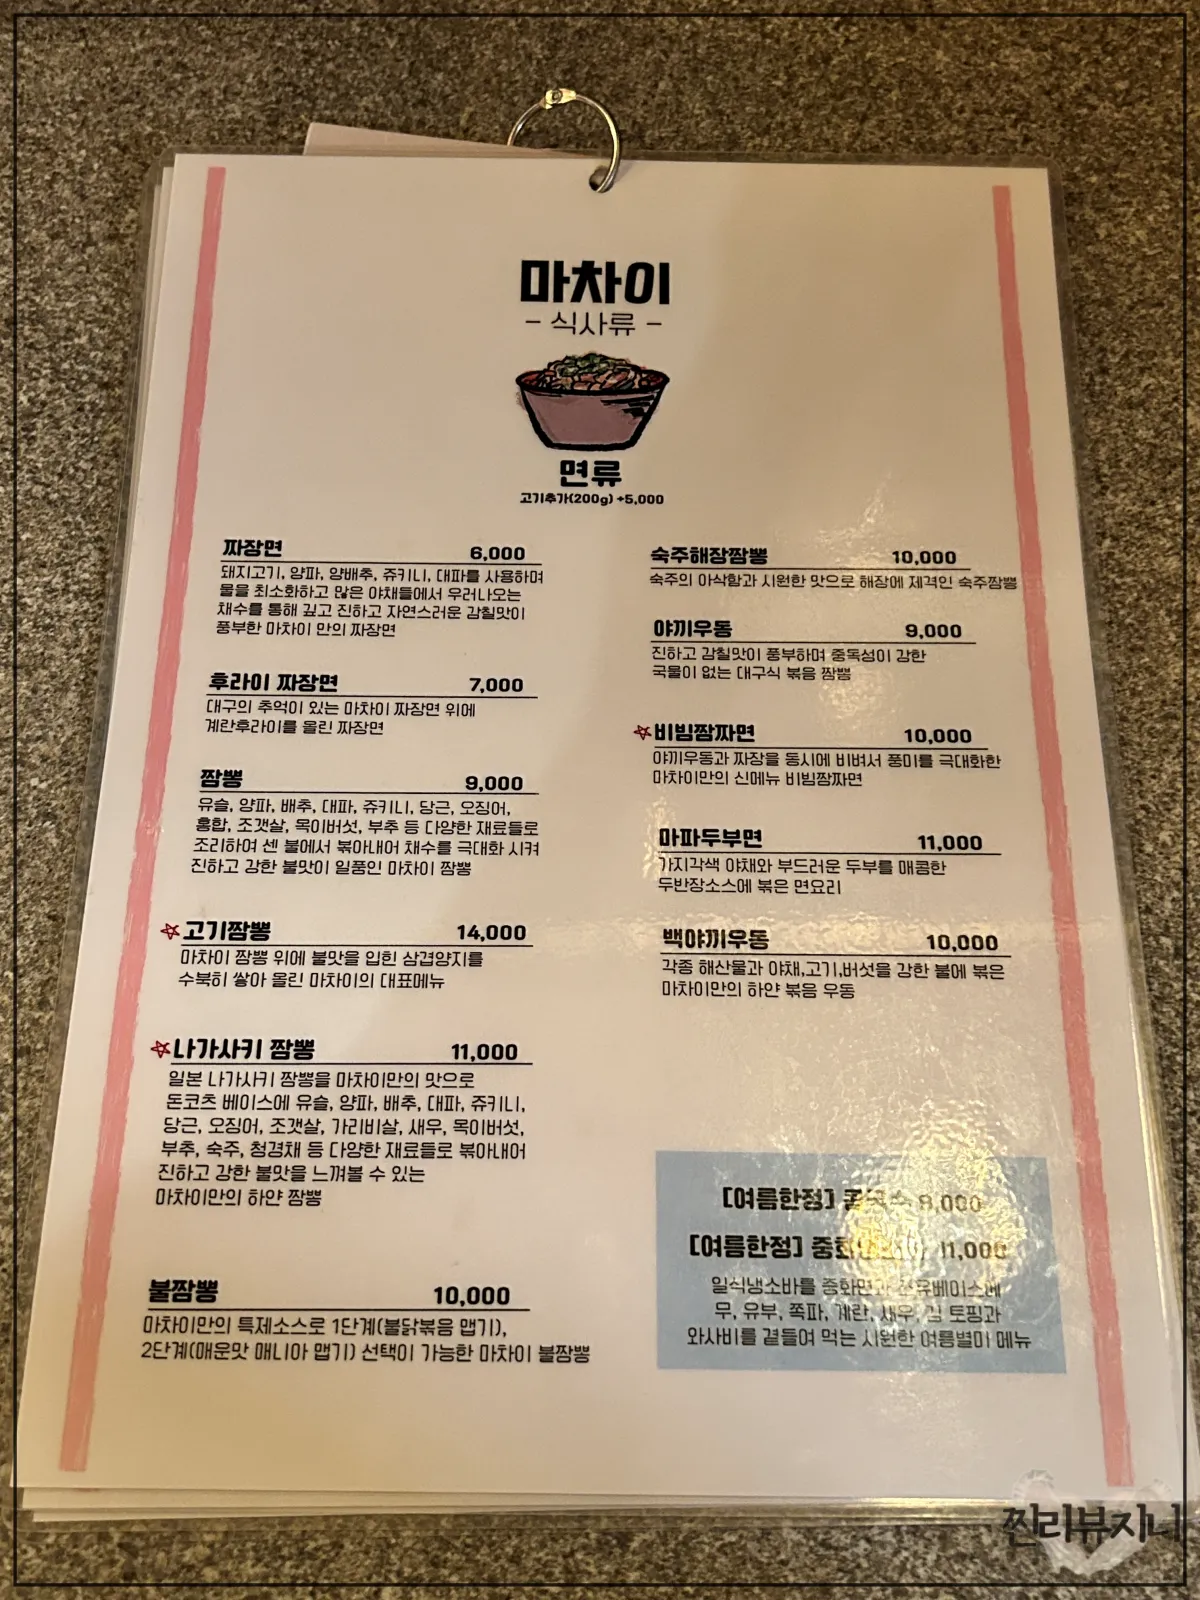 마차이
- 식사류 -
면류
고기추가(200g) +5,000
짜장면 6,000
돼지고기, 양파, 양배추, 쥬키니, 대파를 사용하며
물을 최소화하고 많은 야채들에서 우러나오는
채수를 통해 깊고 진하고 자연스러운 감칠맛이
풍부한 마차이 만의 짜장면
후라이 짜장면 7,000
대구의 추억이 있는 마차이 짜장면 위에
계란후라이를 올린 짜장면
짬뽕 9,000
유슬, 양파, 배추, 대파, 쥬키니, 당근, 오징어,
홍합, 조갯살, 목이버섯, 부추 등 다양한 재료들로
조리하여 센 불에서 볶아내어 채수를 극대화 시켜
진하고 강한 불맛이 일품인 마차이 짬뽕
☆고기짬뽕 14,000
마차이 짬뽕 위에 불맛을 입힌 삼겹양지를
수북히 쌓아 올린 마차이의 대표메뉴
☆나가사키 짬뽕 11,000
일본 나가사키 짬뽕을 마차이만의 맛으로
돈코츠 베이스에 유슬, 양파, 배추, 대파, 쥬키니,
당근, 오징어, 조갯살, 가리비살, 새우, 목이버섯,
부추, 숙주, 청경채 등 다양한 재료들로 볶아내어
진하고 강한 불맛을 느껴볼 수 있는
마차이만의 하얀 짬뽕
불짬뽕 10,000
마차이만의 특제소스로 1단계(불닭볶음 맵기),
2단계(매운맛 매니아 맵기) 선택이 가능한 마차이 불짬뽕
숙주해장짬뽕 10,000
숙주의 아삭함과 시원한 맛으로 해장에 제격인 숙주짬뽕
야끼우동 9,000
진하고 감칠맛이 풍부하며 중독성이 강한
국물이 없는 대구식 볶음 짬뽕
☆비빔짬짜면 10,000
야끼우동과 짜장을 동시에 비벼서 풍미를 극대화한
마차이만의 신메뉴 비빔짬짜면
마파두부면 11,000
가지각색 야채와 부드러운 두부를 매콤한
두반장소스에 볶은 면요리
백야끼우동 10,000
각종 해산물과 야채,고기,버섯을 강한 불에 볶은
마차이만의 하얀 볶음 우동
[여름한정] 8,000
[여름한정] 11,000
일식냉소바를 중화면과 베이스에
무, 유부, 쪽파, 계란, 새우, 김 토핑과
와사비를 곁들여 먹는 시원한 여름별미 메뉴
찐리뷰지니